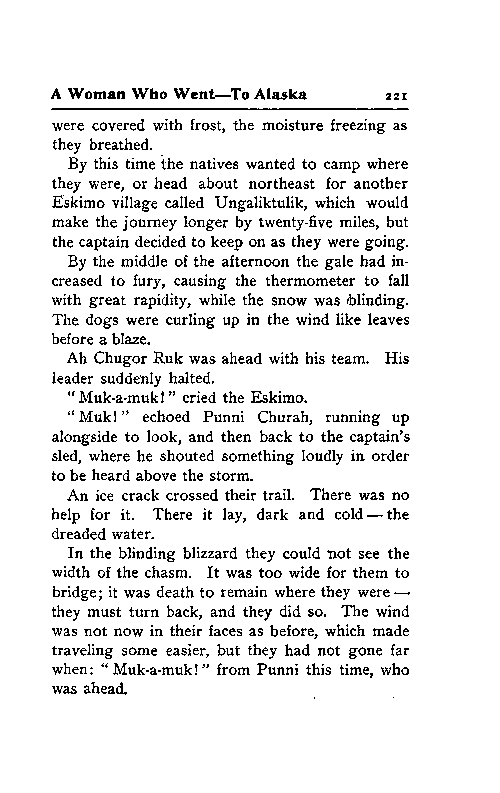 A Woman Who Went—To Alaska 221
were covered with frost, the moisture freezing as
they breathed.
By this time the natives wanted to camp where
they were, or head about northeast for another
Eskimo village called Ungaliktulik, which would
make the journey longer by twenty-five miles, but
the captain decided to keep on as they were going.
By the middle of the afternoon the gale had in-
creased to fury, causing the thermometer to fall
with great rapidity, while the snow was blinding.
The dogs were curling up in the wind like leaves
before a blaze.
Ah Chugor Ruk was ahead with his team. His
leader suddenly halted.
"Muk-a-muk!" cried the Eskimo.
"Muk!" echoed Punni Churah, running up
alongside to look, and then back to the captain's
sled, where he shouted something loudly in order
to be heard above the storm.
An ice crack crossed their trail. There was no
help for it. There it lay, dark and cold—the
dreaded water.
In the blinding blizzard they could not see the
width of the chasm. It was too wide for them to
bridge; it was death to remain where they were—
they must turn back, and they did so. The wind
was not now in their faces as before, which made
traveling some easier, but they had not gone far
when: "Muk-a-muk!" from Punni this time, who
was ahead.